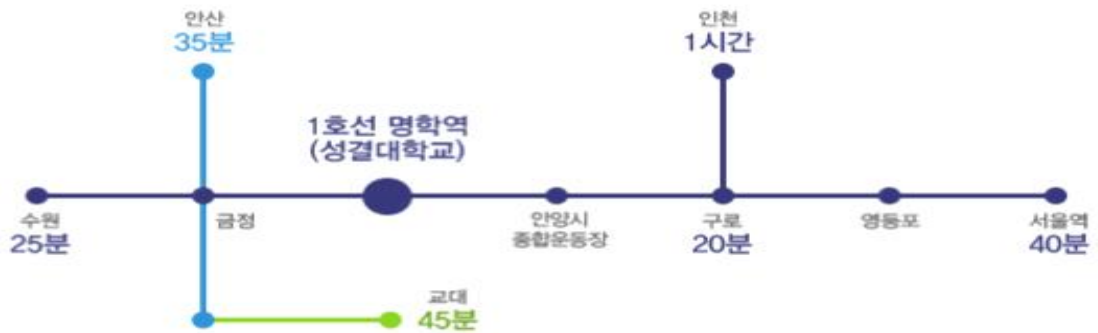 안산
35분
인천
1시간
1호선 명학역
(성결대학교)
수원
25분
금정
안양시
종합운동장
구로
20분
영등포
서울역
40분
교대
45분